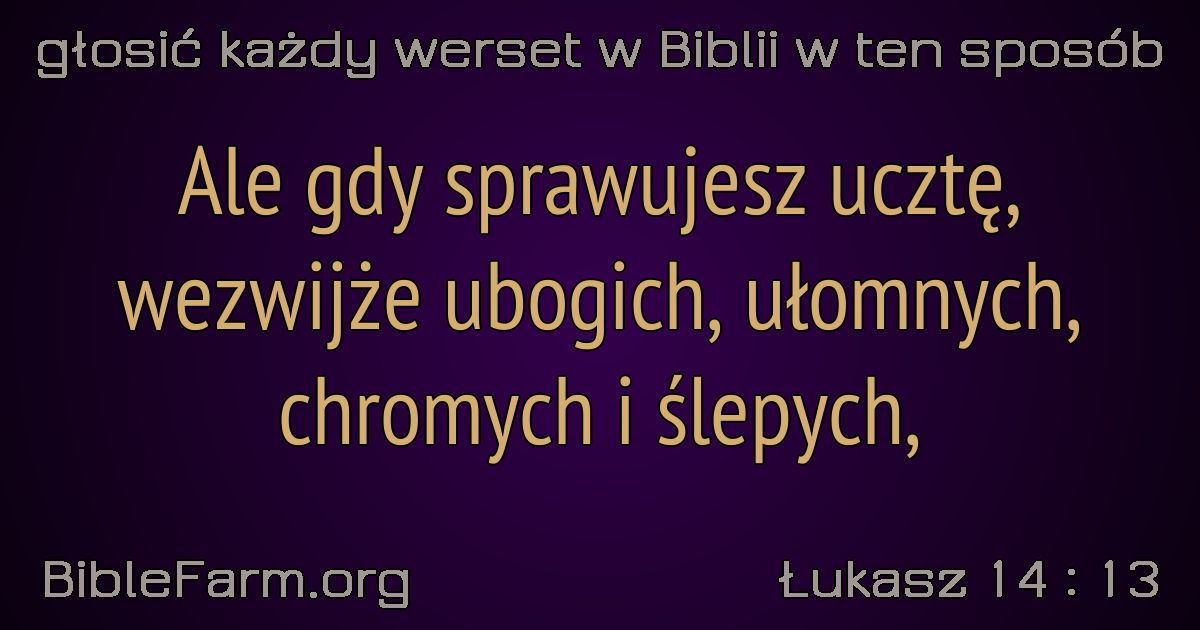 głosić każdy werset w Biblii w ten sposób
Ale gdy sprawujesz ucztę,
wezwijże ubogich, ułomnych,
chromych i ślepych,
BibleFarm.org
Łukasz 14 : 13